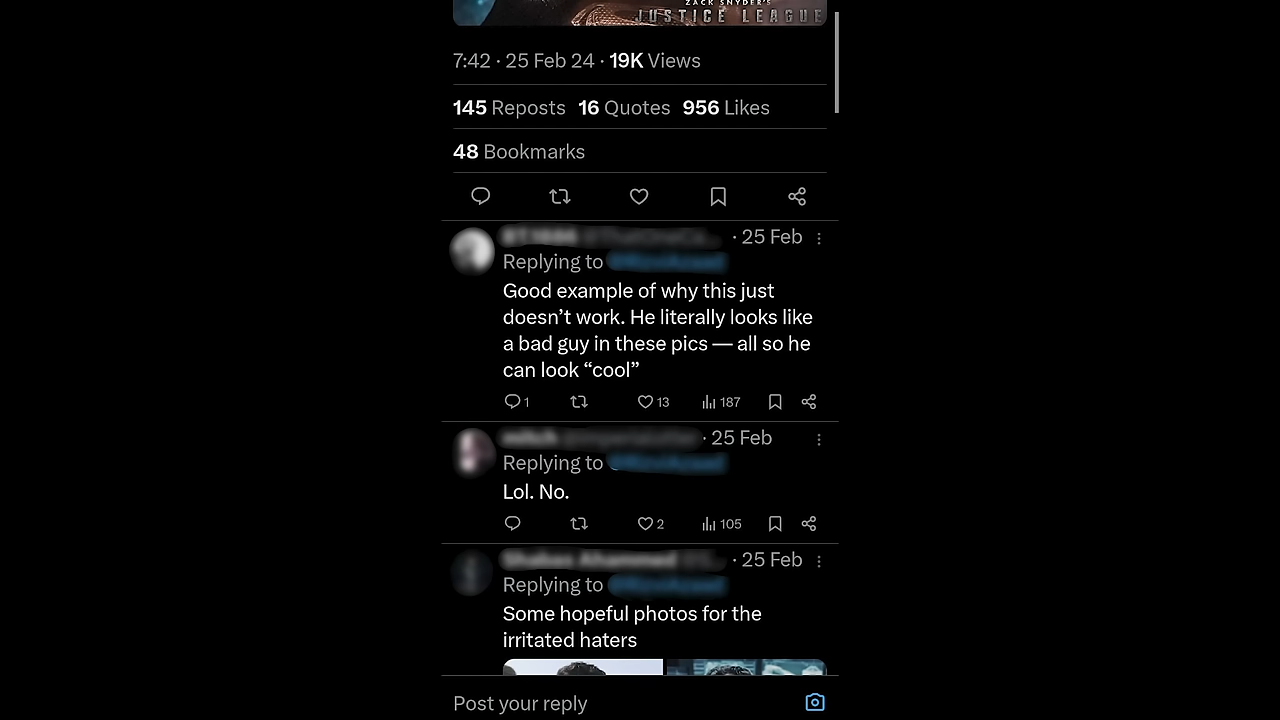 ZACK SNYDER'S
JUSTICE LEAGUE
7:42 · 25 Feb 24 · 19K Views
145 Reposts 16 Quotes 956 Likes
48 Bookmarks
· 25 Feb
Replying to
Good example of why this just
doesn’t work. He literally looks like
a bad guy in these pics — all so he
can look “cool”
1 13 187
· 25 Feb
Replying to
Lol. No.
2 105
· 25 Feb
Replying to
Some hopeful photos for the
irritated haters
Post your reply